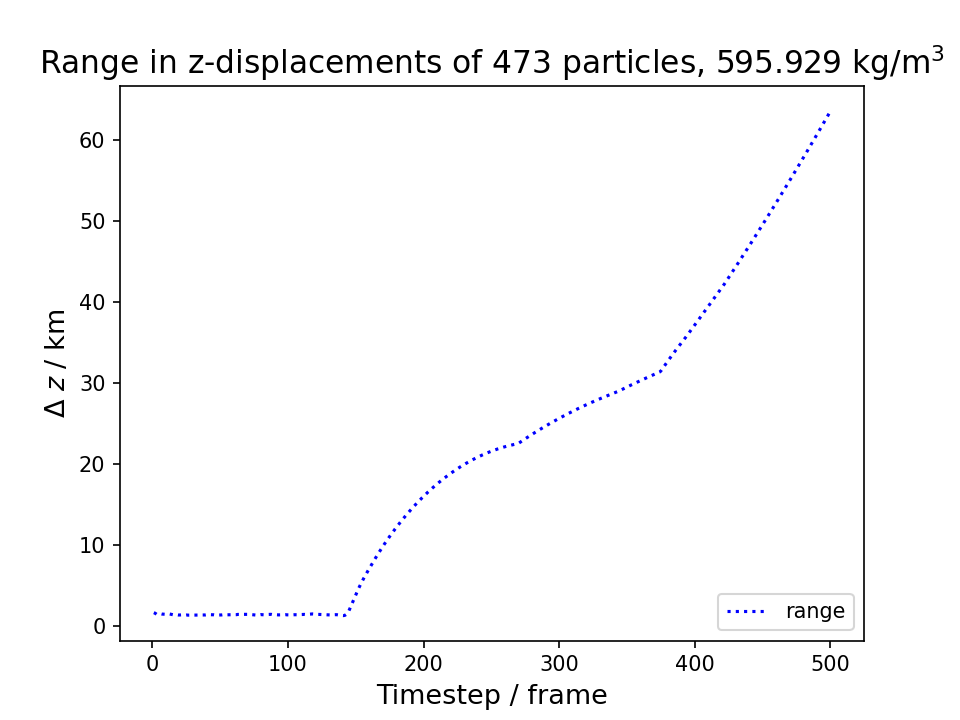 Range in z-displacements of 473 particles, 595.929 kg/m³
60
50
40
30
20
10
0
Δ z / km
0 100 200 300 400 500
Timestep / frame
range